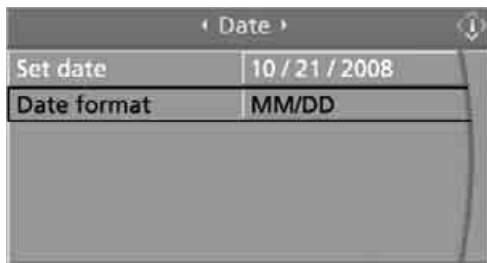 Date
Set date 10 / 21 / 2008
Date format MM/DD